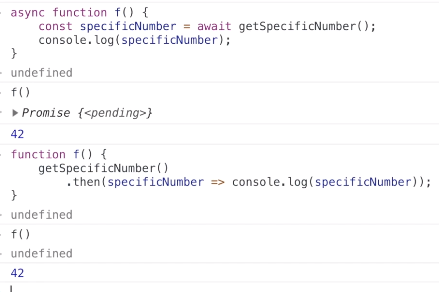 async function f() {
    const specificNumber = await getSpecificNumber();
    console.log(specificNumber);
}
undefined
f()
▶ Promise {<pending>}
42
function f() {
    getSpecificNumber()
        .then(specificNumber => console.log(specificNumber));
}
undefined
f()
undefined
42